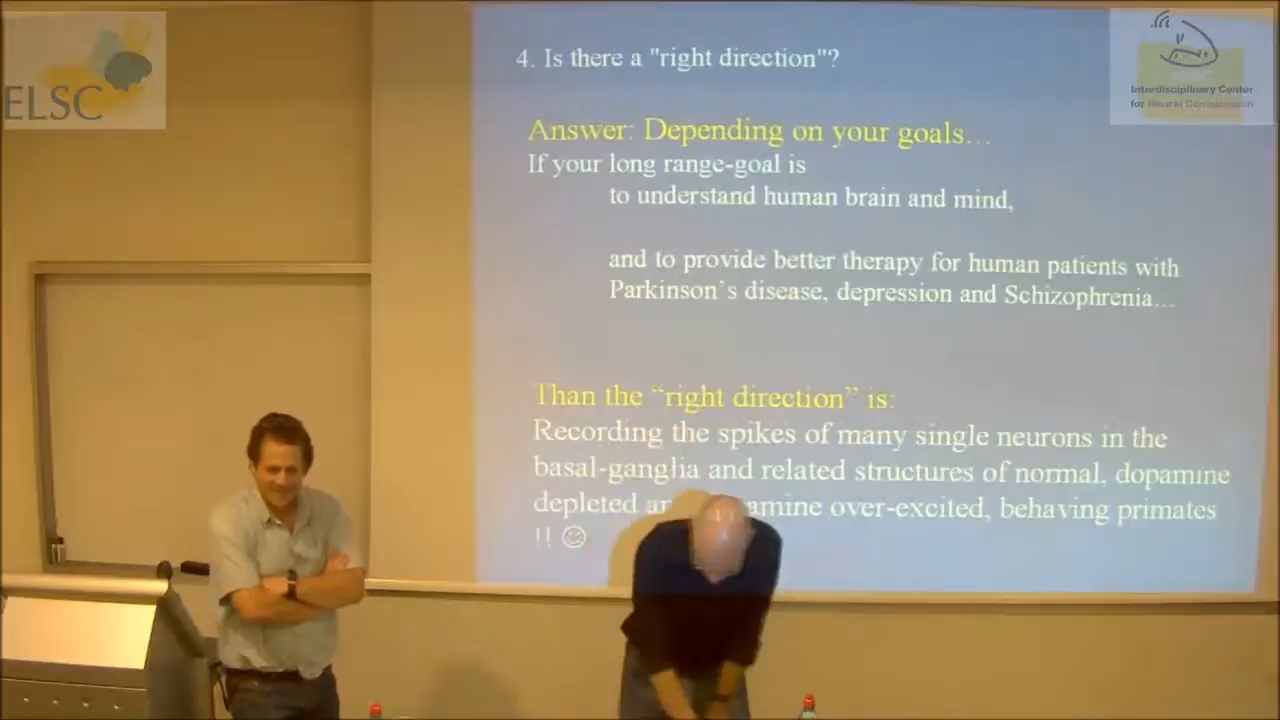 ELSC
Interdisciplinary Center
for Neural Computation
4. Is there a "right direction"?
Answer: Depending on your goals…
If your long range-goal is
to understand human brain and mind,
and to provide better therapy for human patients with
Parkinson's disease, depression and Schizophrenia…
Than the “right direction” is:
Recording the spikes of many single neurons in the
basal-ganglia and related structures of normal, dopamine
depleted an amine over-excited, behaving primates
!! ☺